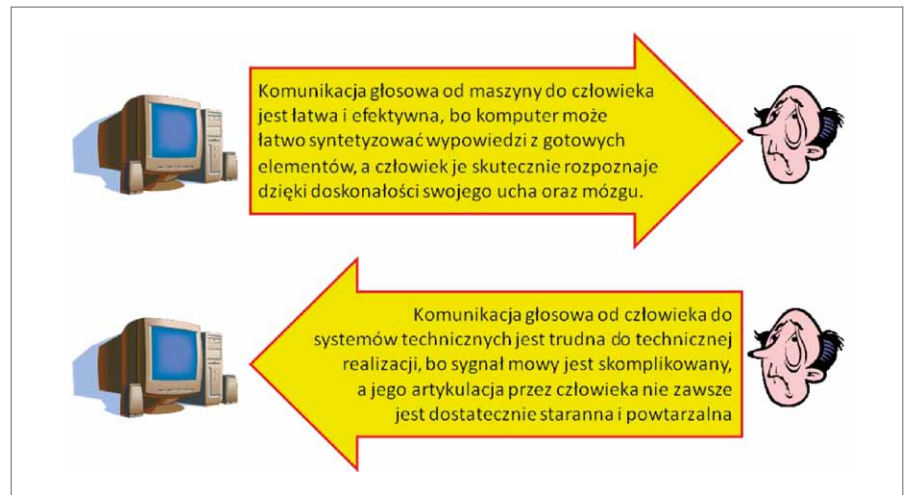 Komunikacja głosowa od maszyny do człowieka
jest łatwa i efektywna, bo komputer może
łatwo syntetyzować wypowiedzi z gotowych
elementów, a człowiek je skutecznie rozpoznaje
dzięki doskonałości swojego ucha oraz mózgu.
Komunikacja głosowa od człowieka do
systemów technicznych jest trudna do technicznej
realizacji, bo sygnał mowy jest skomplikowany,
a jego artykulacja przez człowieka nie zawsze
jest dostatecznie staranna i powtarzalna